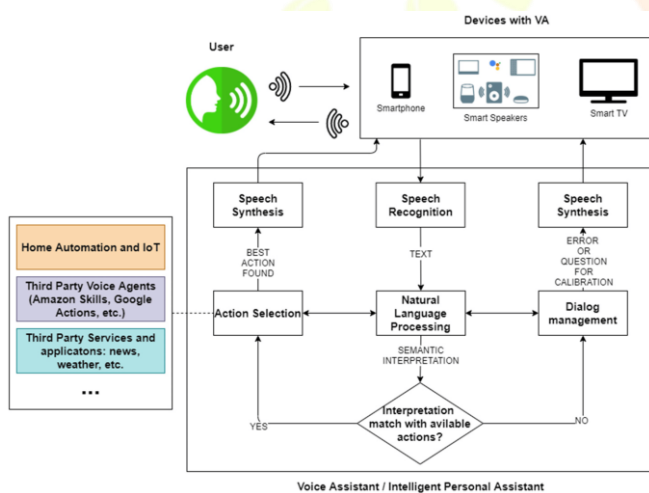 Devices with VA
User
Smartphone
Smart Speakers
Smart TV
Speech
Synthesis
Speech
Recognition
Speech
Synthesis
BEST
ACTION
FOUND
TEXT
ERROR
OR
QUESTION
FOR
CALIBRATION
Home Automation and IoT
Third Party Voice Agents
(Amazon Skills, Google
Actions, etc.)
Third Party Services and
applicatons: news,
weather, etc.
...
Action Selection
Natural
Language
Processing
Dialog
management
SEMANTIC
INTERPRETATION
Interpretation
match with avilable
actions?
YES
NO
Voice Assistant / Intelligent Personal Assistant